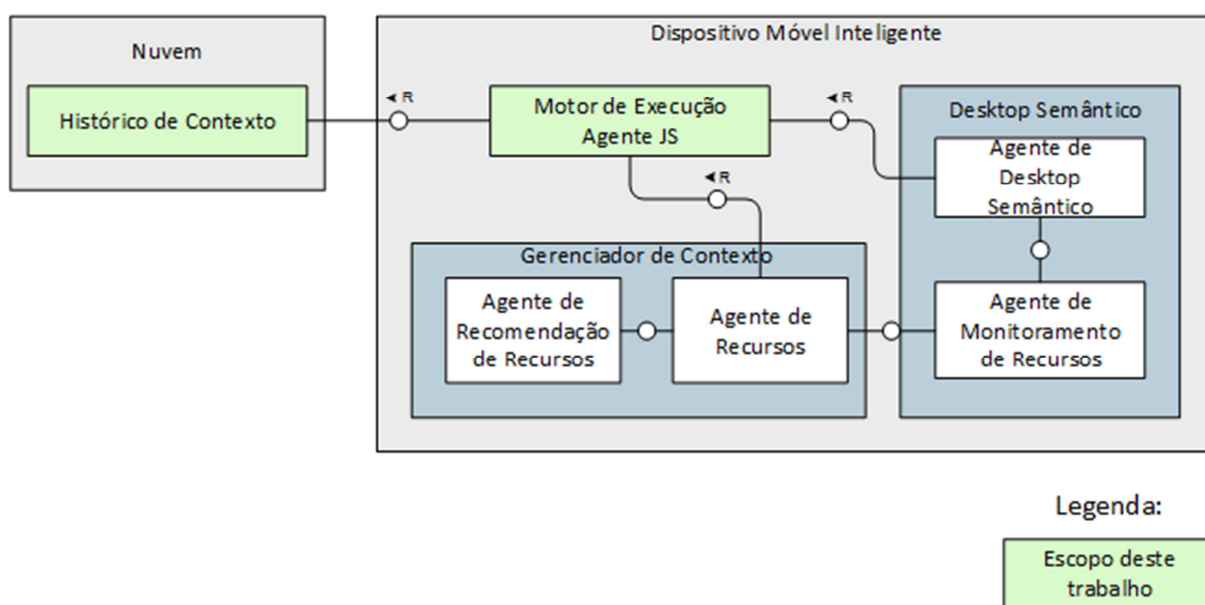 Nuvem
Histórico de Contexto
Dispositivo Móvel Inteligente
◄ R
Motor de Execução
Agente JS
◄ R
◄ R
Desktop Semântico
Agente de
Desktop
Semântico
Gerenciador de Contexto
Agente de
Recomendação
de Recursos
Agente de
Recursos
Agente de
Monitoramento
de Recursos
Legenda:
Escopo deste
trabalho